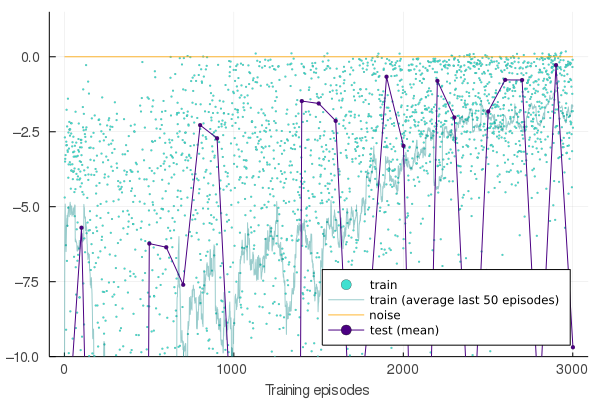 0.0
−2.5
−5.0
−7.5
−10.0
train
train (average last 50 episodes)
noise
test (mean)
0 1000 2000 3000
Training episodes